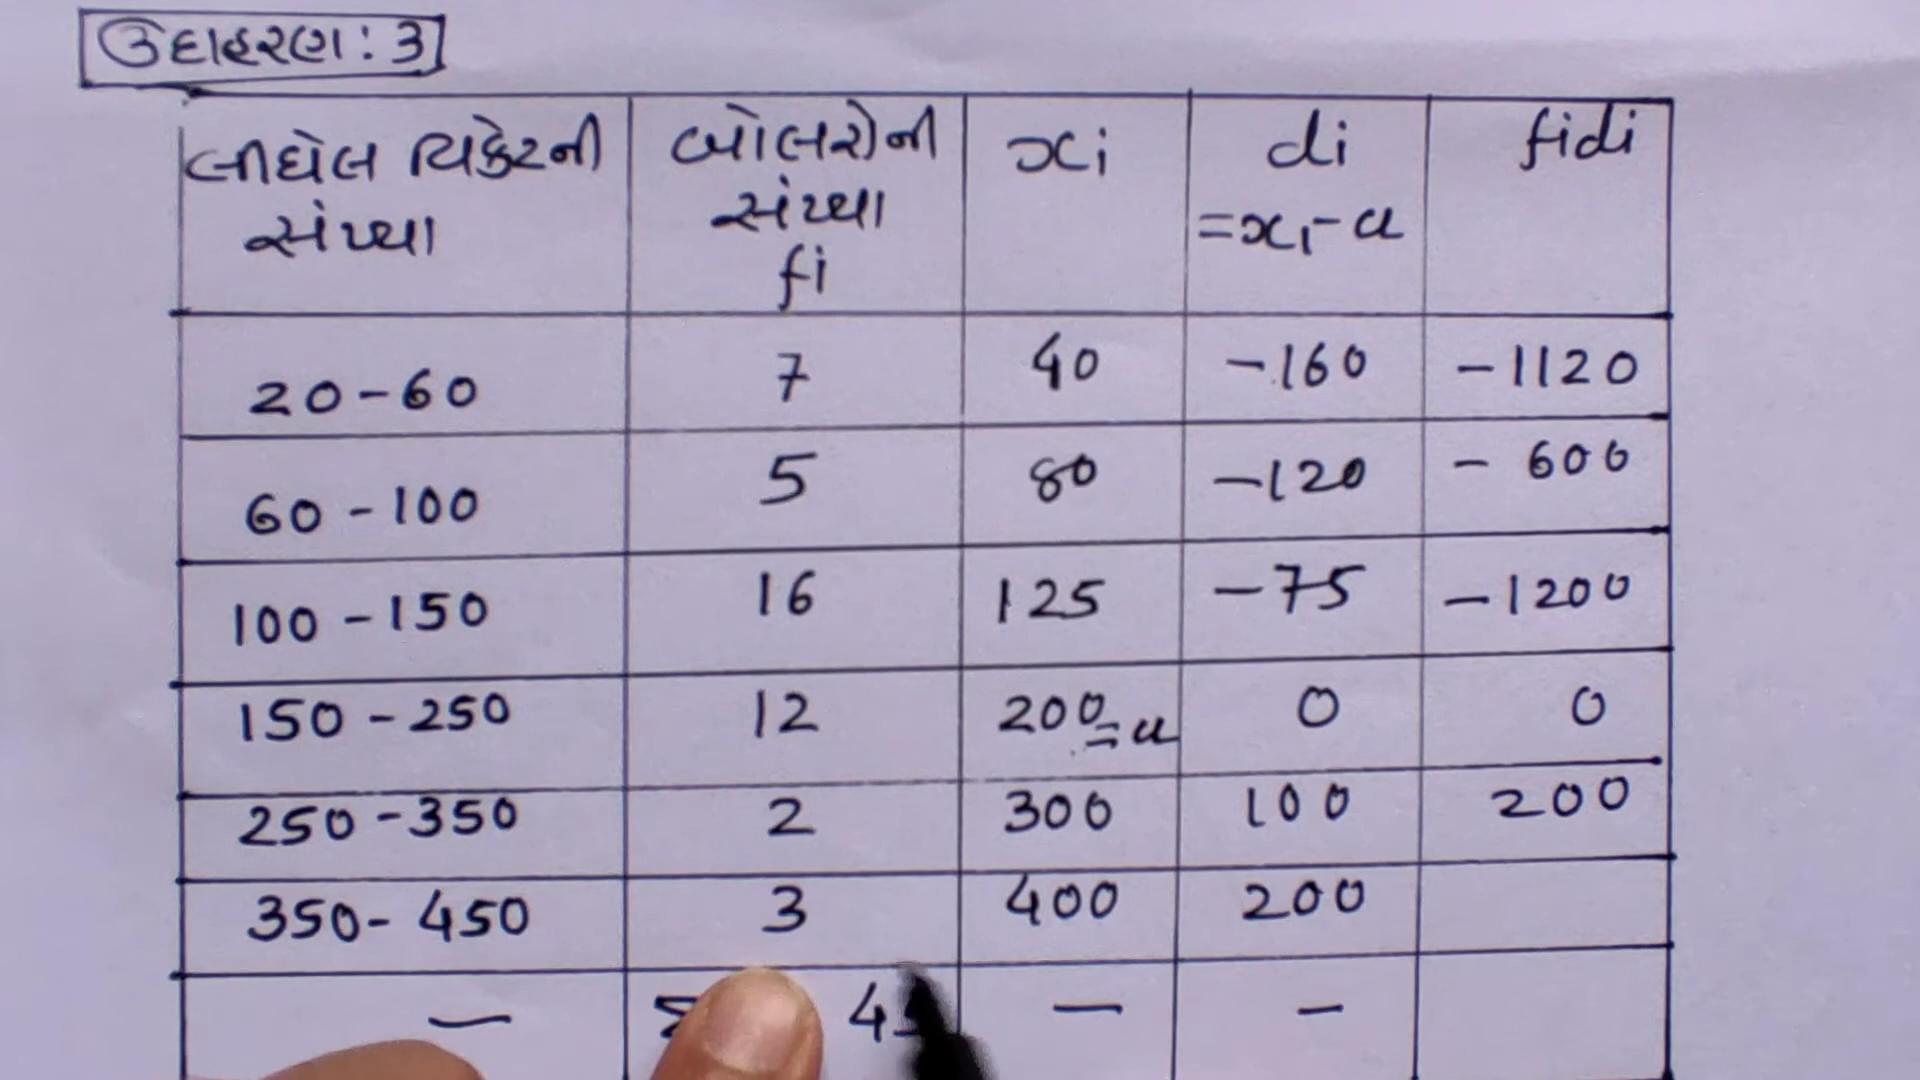 ઉદાહરણ : 3
લીધેલ વિકેટની સંખ્યા | બોલરોની સંખ્યા fi | xi | di = xi - a | fidi
20 - 60 | 7 | 40 | -160 | -1120
60 - 100 | 5 | 80 | -120 | - 600
100 - 150 | 16 | 125 | -75 | -1200
150 - 250 | 12 | 200 = a | 0 | 0
250 - 350 | 2 | 300 | 100 | 200
350 - 450 | 3 | 400 | 200
— | Σ | — | —